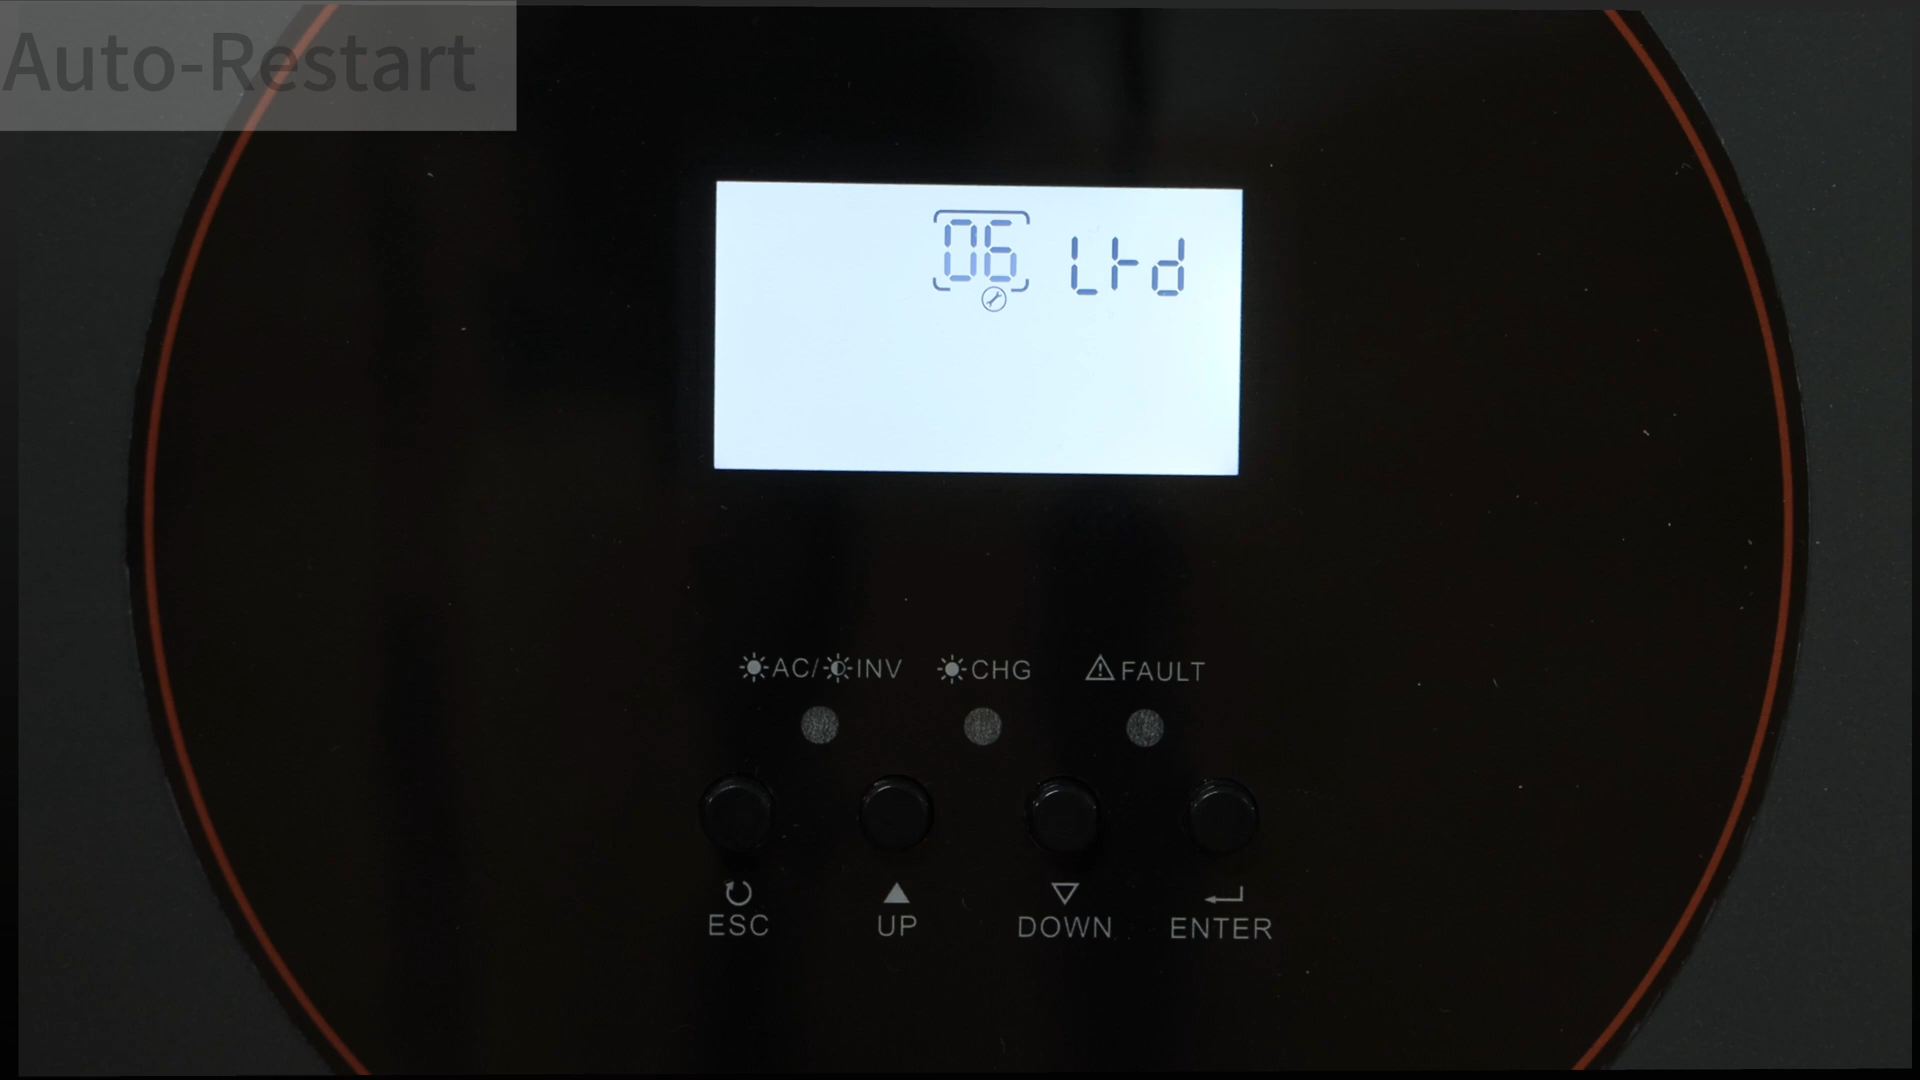 Auto-Restart
06 Ltd
AC/ INV CHG FAULT
ESC UP DOWN ENTER